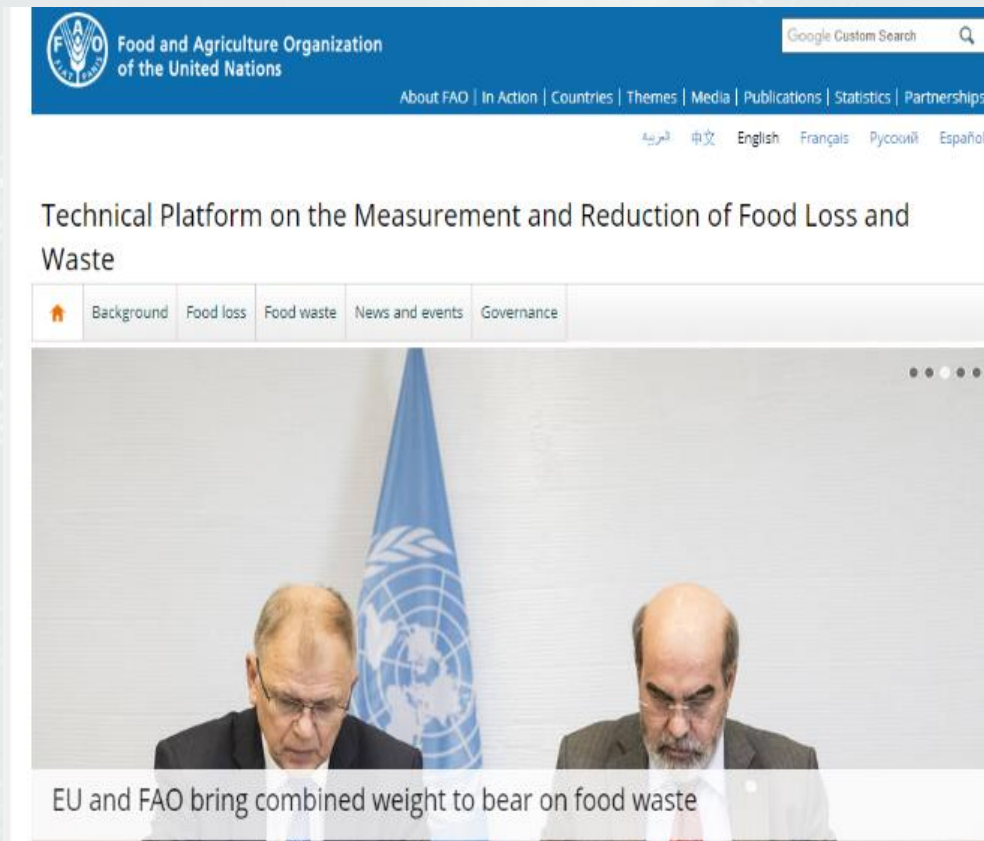 F A O
FIAT PANIS
Food and Agriculture Organization
of the United Nations
Google Custom Search
About FAO | In Action | Countries | Themes | Media | Publications | Statistics | Partnerships
العربية 中文 English Français Русский Español
Technical Platform on the Measurement and Reduction of Food Loss and
Waste
Background Food loss Food waste News and events Governance
EU and FAO bring combined weight to bear on food waste